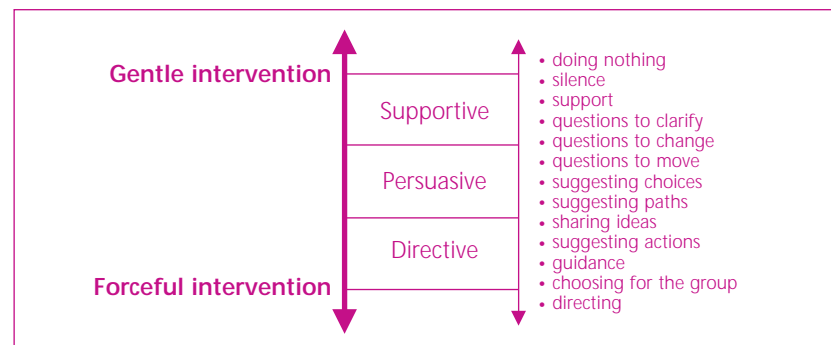 Gentle intervention
Supportive
Persuasive
Directive
Forceful intervention
• doing nothing
• silence
• support
• questions to clarify
• questions to change
• questions to move
• suggesting choices
• suggesting paths
• sharing ideas
• suggesting actions
• guidance
• choosing for the group
• directing